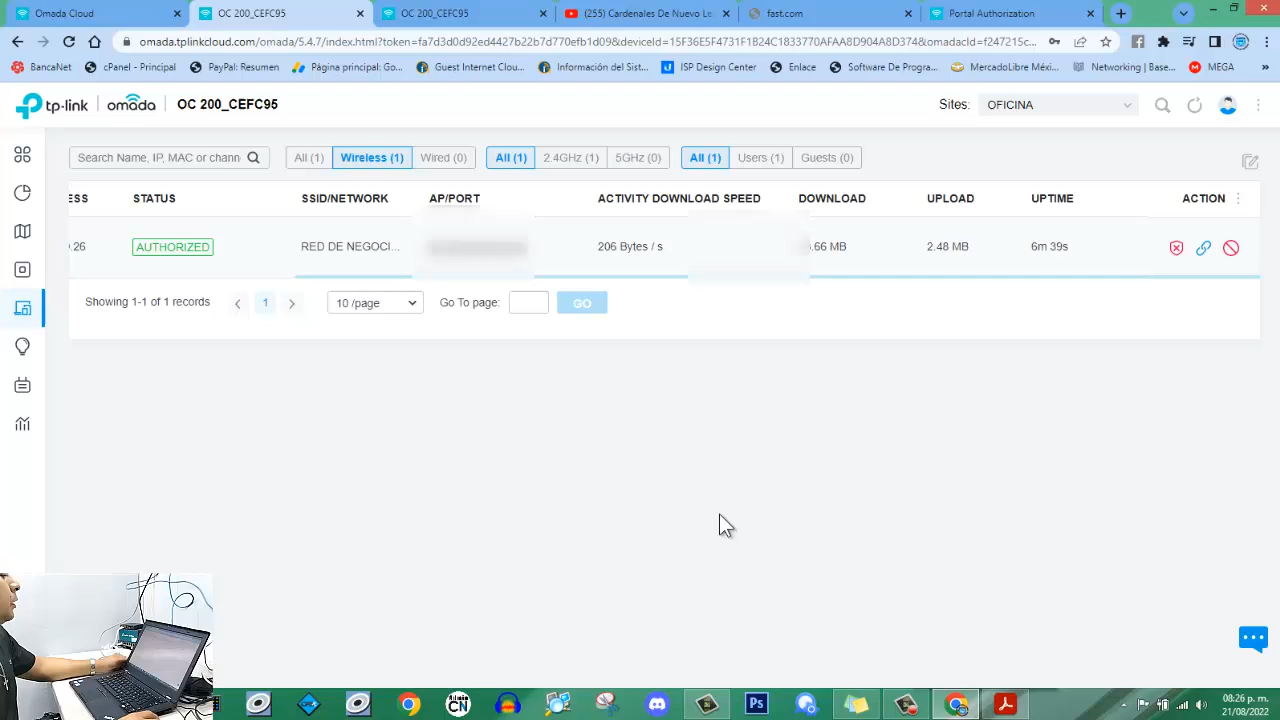 Omada Cloud
OC 200_CEFC95
OC 200_CEFC95
(255) Cardenales De Nuevo Le
fast.com
Portal Authorization
omada.tplinkcloud.com/omada/5.4.7/index.html?token=fa7d3d0d92ed4427b22b7d770efb1d09&deviceId=15F36E5F4731F1B24C1833770AFAA8D904A8D374&omadacId=f247215c...
BancaNet
cPanel - Principal
PayPal: Resumen
Página principal: Go...
Guest Internet Clou...
Información del Sist...
ISP Design Center
Enlace
Software De Progra...
MercadoLibre Méxi...
Networking | Base...
MEGA
»
tp-link
omada
OC 200_CEFC95
Sites:
OFICINA
Search Name, IP, MAC or chann
All (1)
Wireless (1)
Wired (0)
All (1)
2.4GHz (1)
5GHz (0)
All (1)
Users (1)
Guests (0)
ESS
STATUS
SSID/NETWORK
AP/PORT
ACTIVITY DOWNLOAD SPEED
DOWNLOAD
UPLOAD
UPTIME
ACTION
.26
AUTHORIZED
RED DE NEGOCI...
206 Bytes / s
.66 MB
2.48 MB
6m 39s
Showing 1-1 of 1 records
1
10 /page
Go To page:
GO
CN
Ps
08:26 p. m.
21/08/2022